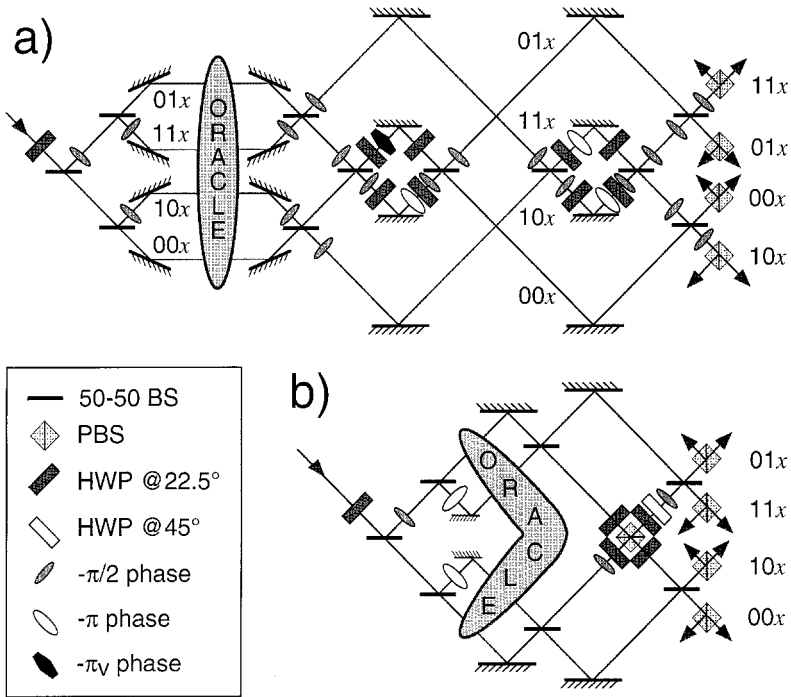 a)
01x
11x
10x
00x
ORACLE
01x
11x
10x
00x
11x
01x
00x
10x
50-50 BS
PBS
HWP @22.5°
HWP @45°
-π/2 phase
-π phase
-πV phase
b)
ORACLE
01x
11x
10x
00x